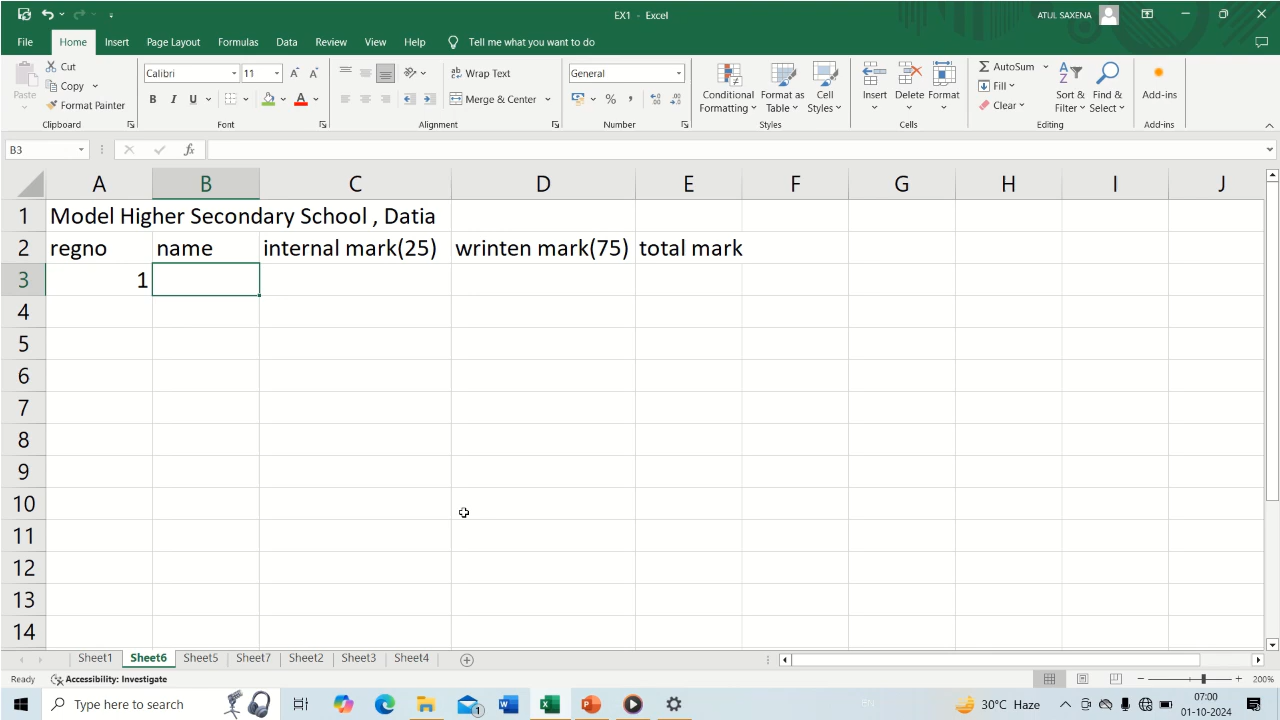 EX1 - Excel
ATUL SAXENA
File Home Insert Page Layout Formulas Data Review View Help Tell me what you want to do
Paste
Cut
Copy
Format Painter
Clipboard
Calibri 11
B I U
Font
Wrap Text
Merge & Center
Alignment
General
Number
Conditional Formatting
Format as Table
Cell Styles
Styles
Insert Delete Format
Cells
AutoSum
Fill
Clear
Sort & Filter
Find & Select
Editing
Add-ins
Add-ins
B3 fx
A B C D E F G H I J
1 Model Higher Secondary School , Datia
2 regno name internal mark(25) wrinten mark(75) total mark
3 1
4
5
6
7
8
9
10
11
12
13
14
Sheet1 Sheet6 Sheet5 Sheet7 Sheet2 Sheet3 Sheet4
Ready Accessibility: Investigate 200%
Type here to search 1 30°C Haze 07:00
01-10-2024